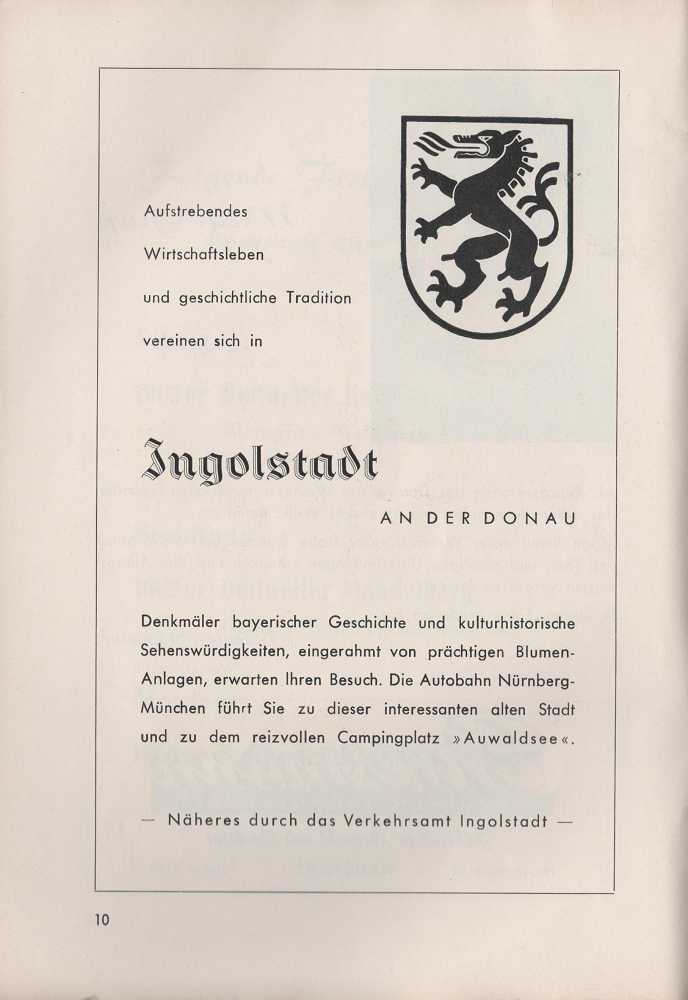 Aufstrebendes
Wirtschaftsleben
und geschichtliche Tradition
vereinen sich in
Ingolstadt
AN DER DONAU
Denkmäler bayerischer Geschichte und kulturhistorische
Sehenswürdigkeiten, eingerahmt von prächtigen Blumen-
Anlagen, erwarten Ihren Besuch. Die Autobahn Nürnberg-
München führt Sie zu dieser interessanten alten Stadt
und zu dem reizvollen Campingplatz »Auwaldsee«.
— Näheres durch das Verkehrsamt Ingolstadt —
10